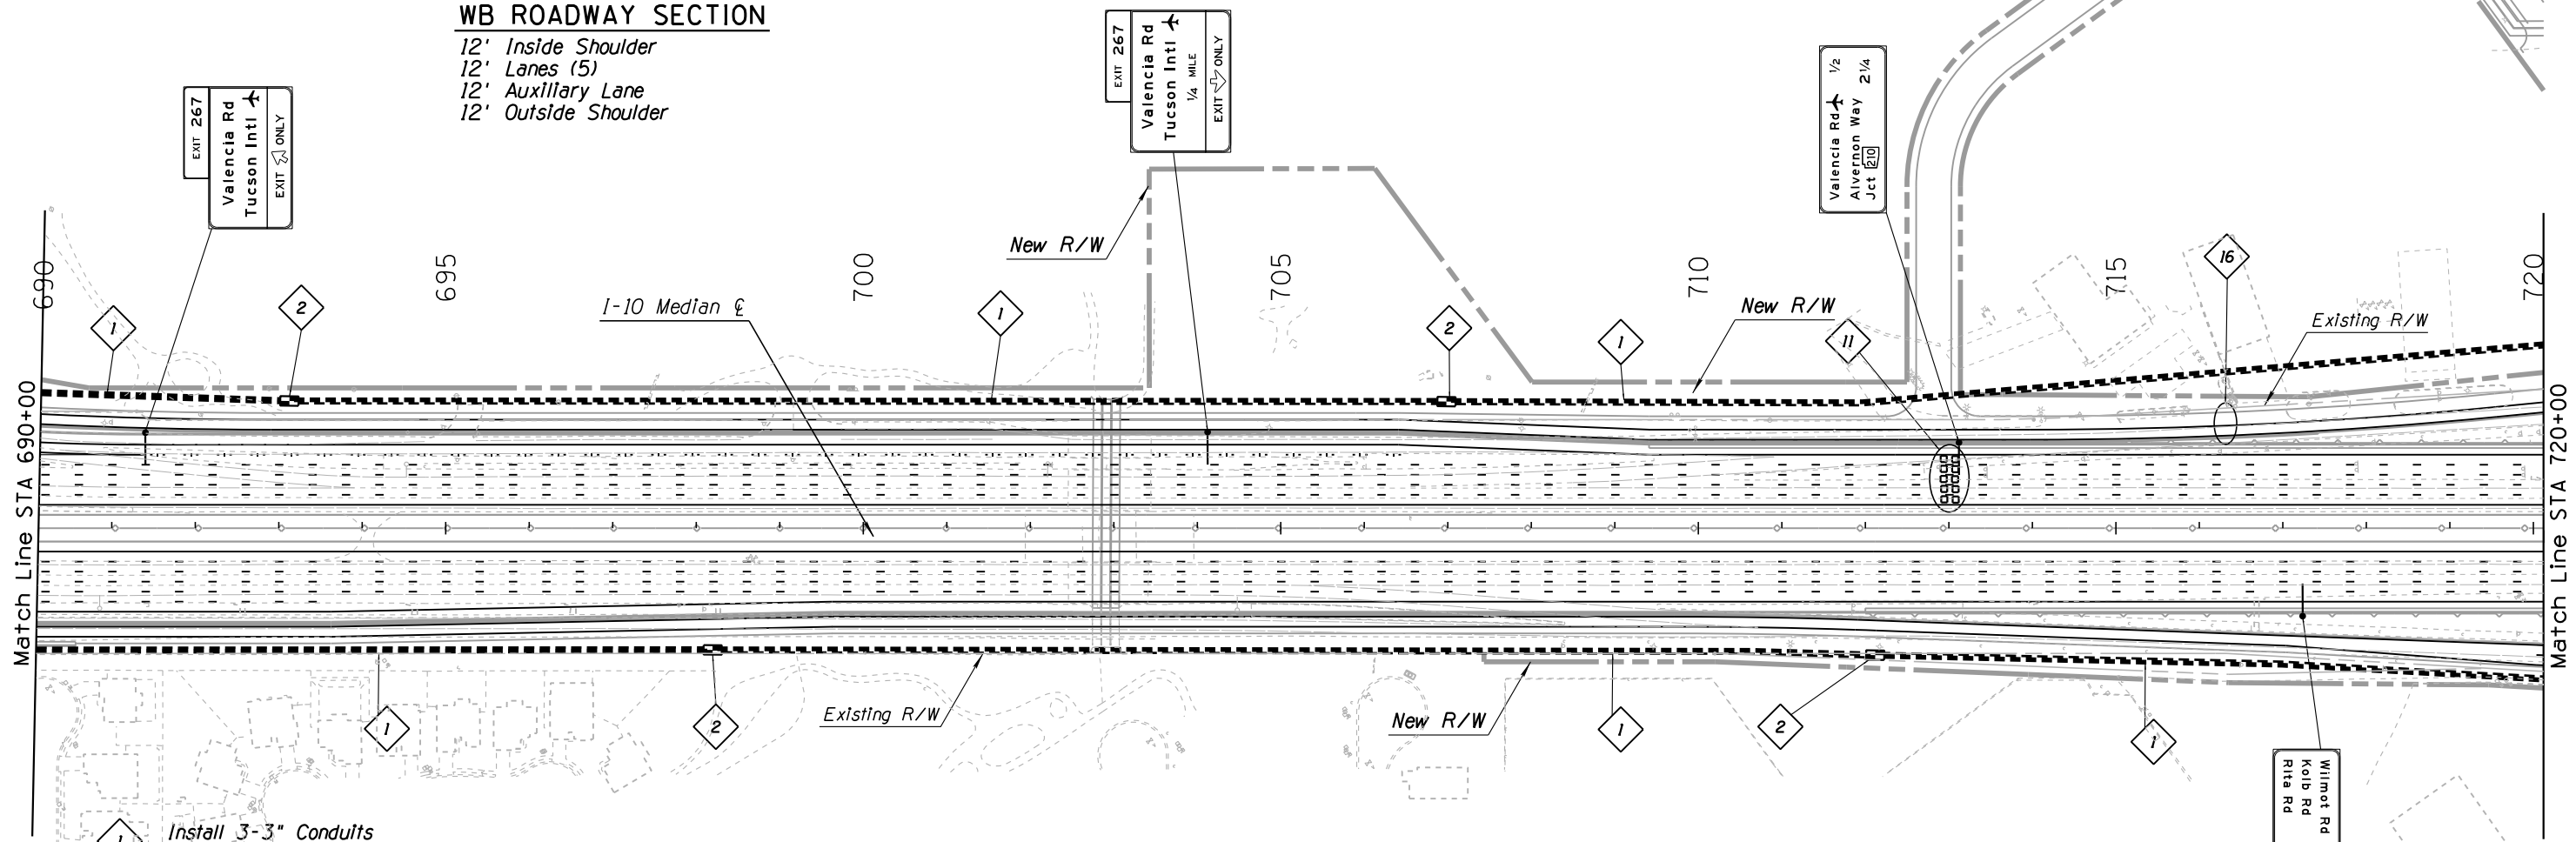 WB ROADWAY SECTION
12' Inside Shoulder
12' Lanes (5)
12' Auxiliary Lane
12' Outside Shoulder
EXIT 267
Valencia Rd
Tucson Intl
EXIT ONLY
EXIT 267
Valencia Rd
Tucson Intl
1/4 MILE
EXIT ONLY
Valencia Rd 1/2
Alvernon Way 2 1/4
Jct 210
New R/W
690
695
700
705
710
715
720
1
2
I-10 Median ℄
1
2
1
New R/W
11
16
Existing R/W
Match Line STA 690+00
Match Line STA 720+00
1
2
Existing R/W
New R/W
1
2
1
Wilmot Rd
Kolb Rd
Rita Rd
1
Install 3-3" Conduits